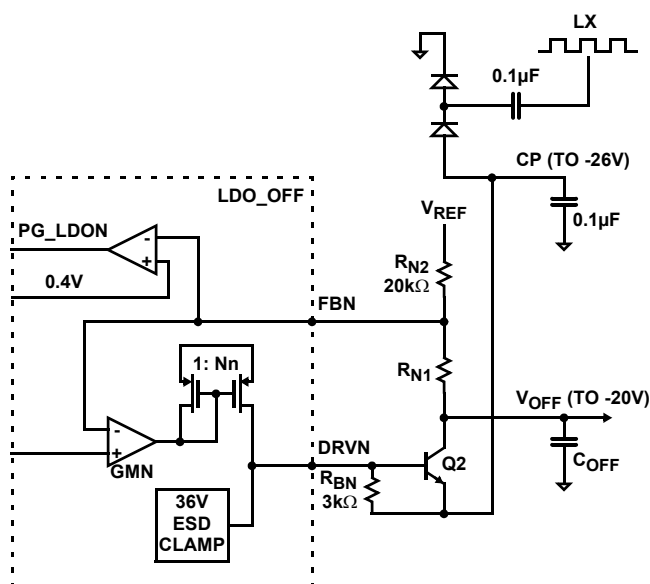 LX
0.1µF
CP (TO -26V)
LDO_OFF
0.1µF
PG_LDON
-
+
VREF
0.4V
RN2
20kΩ
FBN
1: Nn
RN1
-
+
GMN
VOFF (TO -20V)
DRVN
RBN
3kΩ
Q2
COFF
36V
ESD
CLAMP